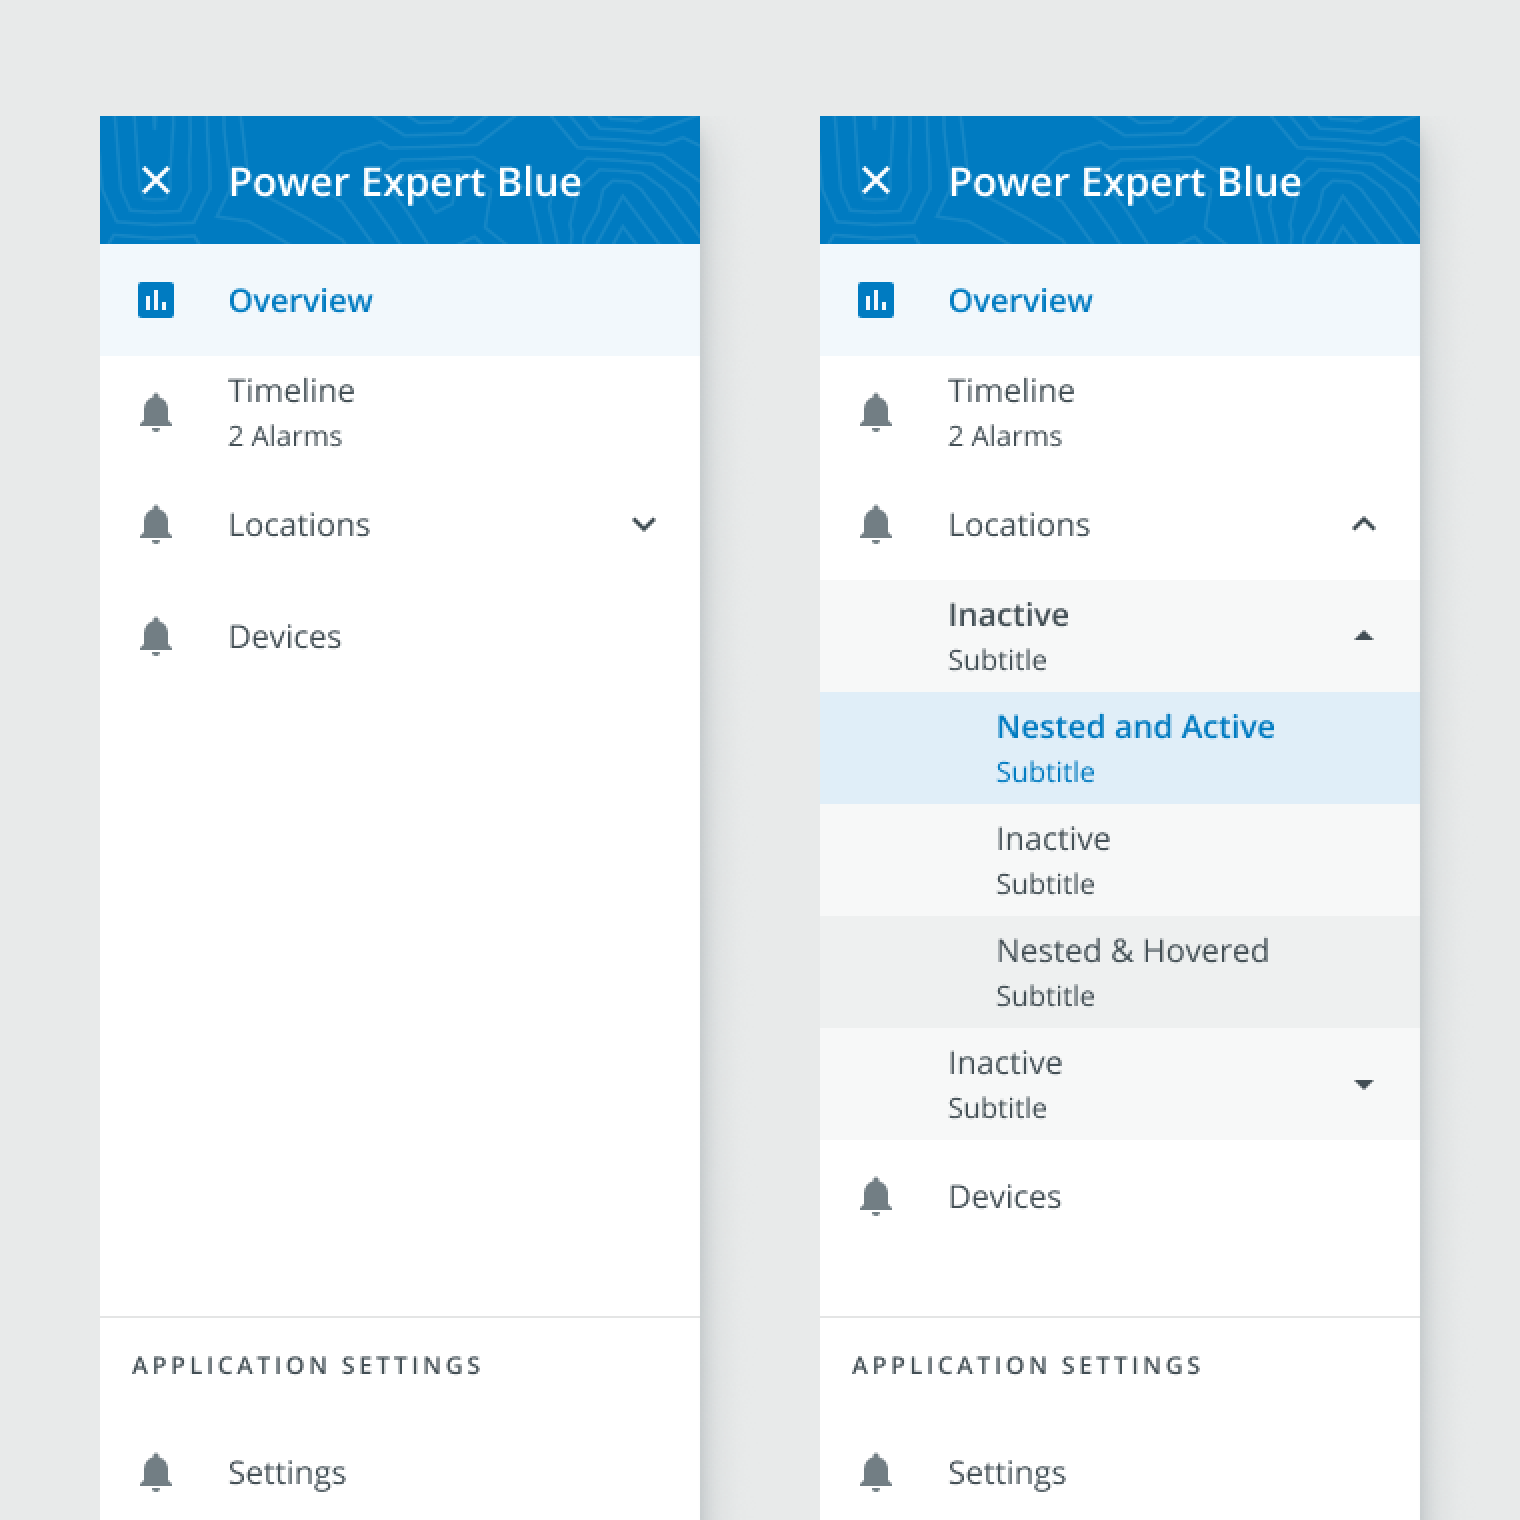 Power Expert Blue
Overview
Timeline
2 Alarms
Locations
Devices
APPLICATION SETTINGS
Settings
Power Expert Blue
Overview
Timeline
2 Alarms
Locations
Inactive
Subtitle
Nested and Active
Subtitle
Inactive
Subtitle
Nested & Hovered
Subtitle
Inactive
Subtitle
Devices
APPLICATION SETTINGS
Settings